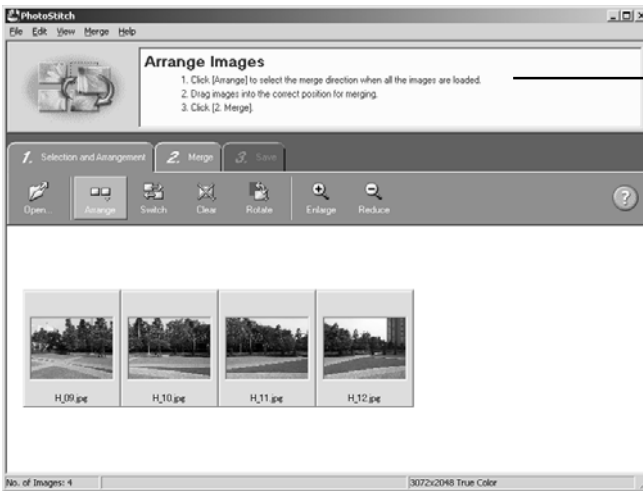 PhotoStitch
File Edit View Merge Help
Arrange Images
1. Click [Arrange] to select the merge direction when all the images are loaded.
2. Drag images into the correct position for merging.
3. Click [2. Merge].
1. Selection and Arrangement 2. Merge 3. Save
Open... Arrange Switch Clear Rotate Enlarge Reduce ?
H_09.jpg H_10.jpg H_11.jpg H_12.jpg
No. of Images: 4 3072x2048 True Color